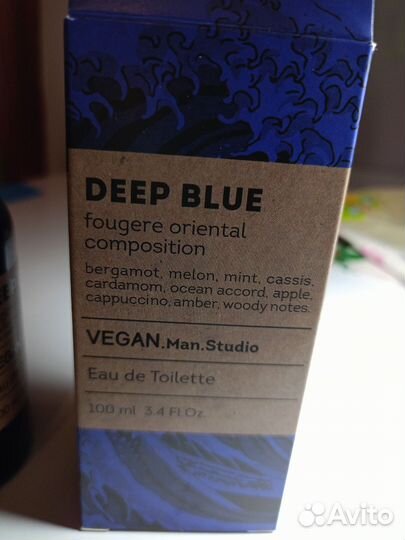 DEEP BLUE
fougere oriental
composition
bergamot, melon, mint, cassis.
cardamom, ocean accord, apple,
cappuccino, amber, woody notes.
VEGAN.Man.Studio
Eau de Toilette
100 ml 3.4 FLOz.
Avito